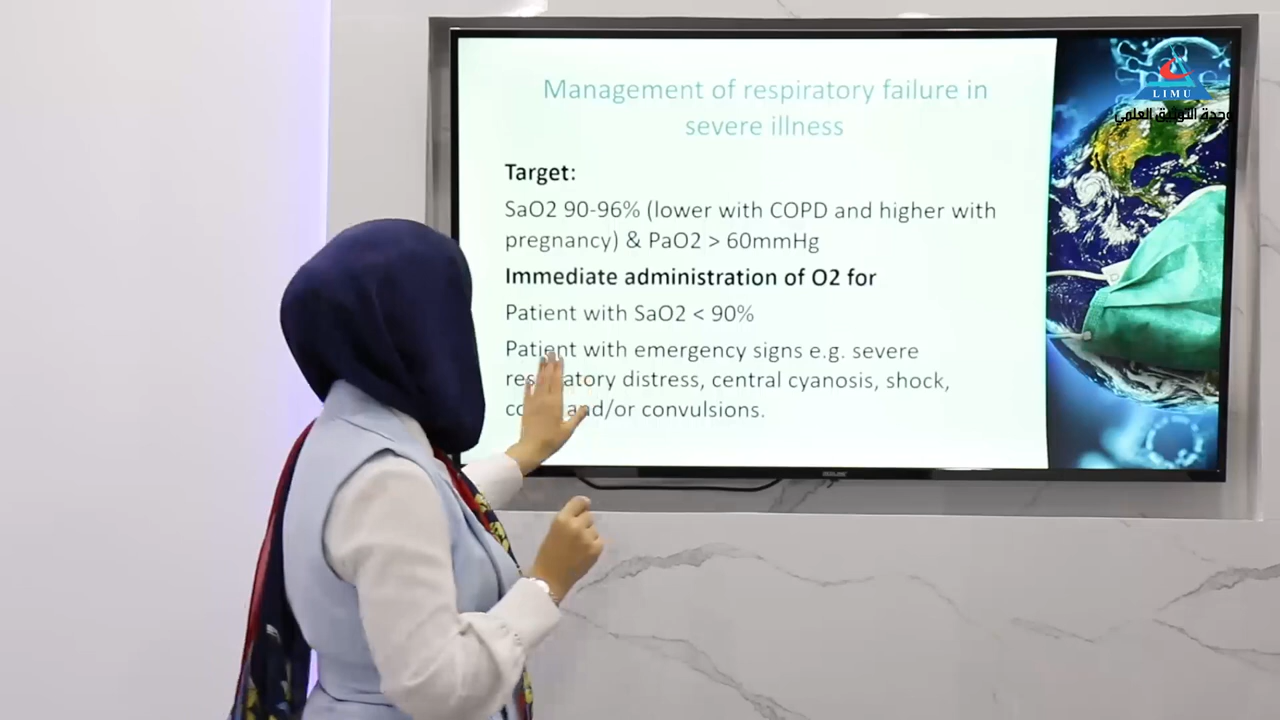 Management of respiratory failure in
severe illness
Target:
SaO2 90-96% (lower with COPD and higher with
pregnancy) & PaO2 > 60mmHg
Immediate administration of O2 for
Patient with SaO2 < 90%
Patient with emergency signs e.g. severe
distress, central cyanosis, shock,
and/or convulsions.
LIMU
وحدة التوثيق العلمي